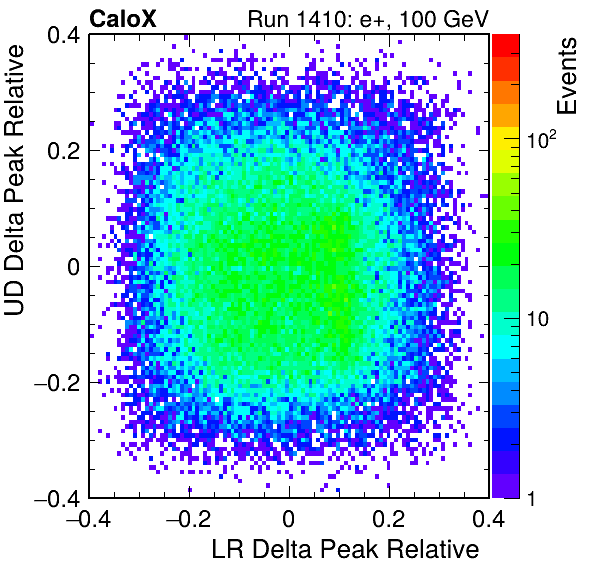 CaloX Run 1410: e+, 100 GeV
0.4
0.2
0
−0.2
−0.4
UD Delta Peak Relative
−0.4 −0.2 0 0.2 0.4
LR Delta Peak Relative
Events
10²
10
1